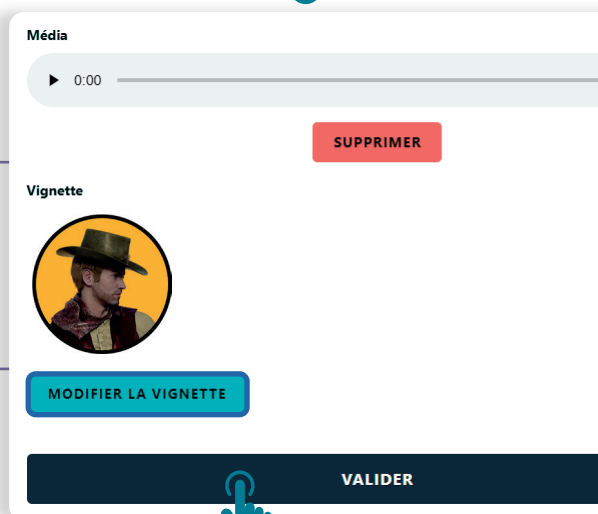 Média
0:00
SUPPRIMER
Vignette
MODIFIER LA VIGNETTE
VALIDER